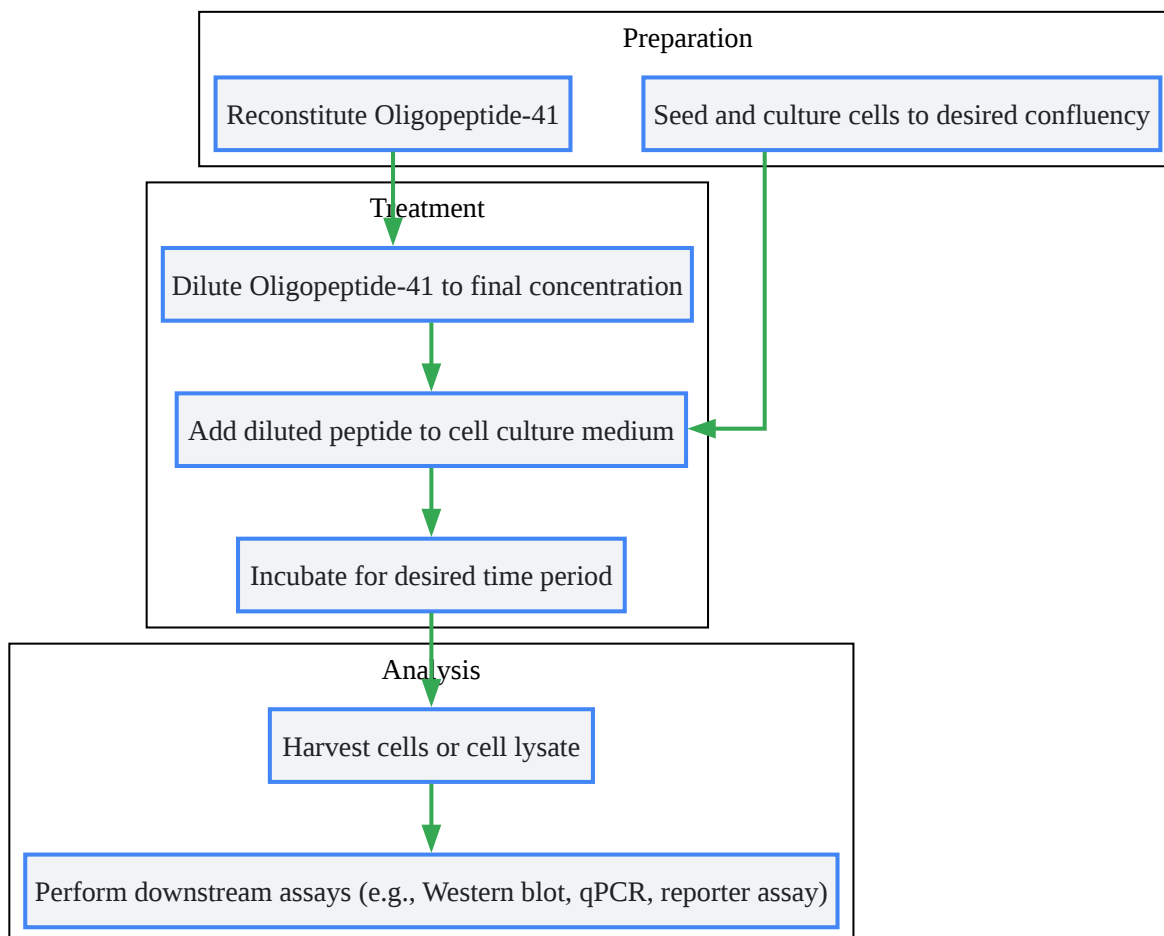 Preparation
Reconstitute Oligopeptide-41
Seed and culture cells to desired confluency
Treatment
Dilute Oligopeptide-41 to final concentration
Add diluted peptide to cell culture medium
Incubate for desired time period
Analysis
Harvest cells or cell lysate
Perform downstream assays (e.g., Western blot, qPCR, reporter assay)